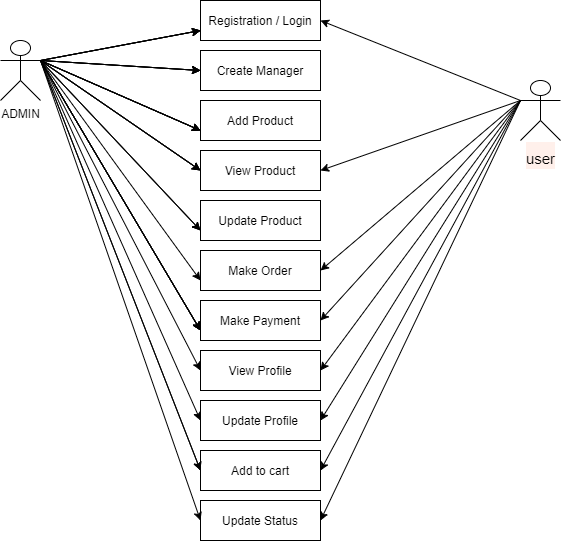 Registration / Login
Create Manager
ADMIN
Add Product
user
View Product
Update Product
Make Order
Make Payment
View Profile
Update Profile
Add to cart
Update Status